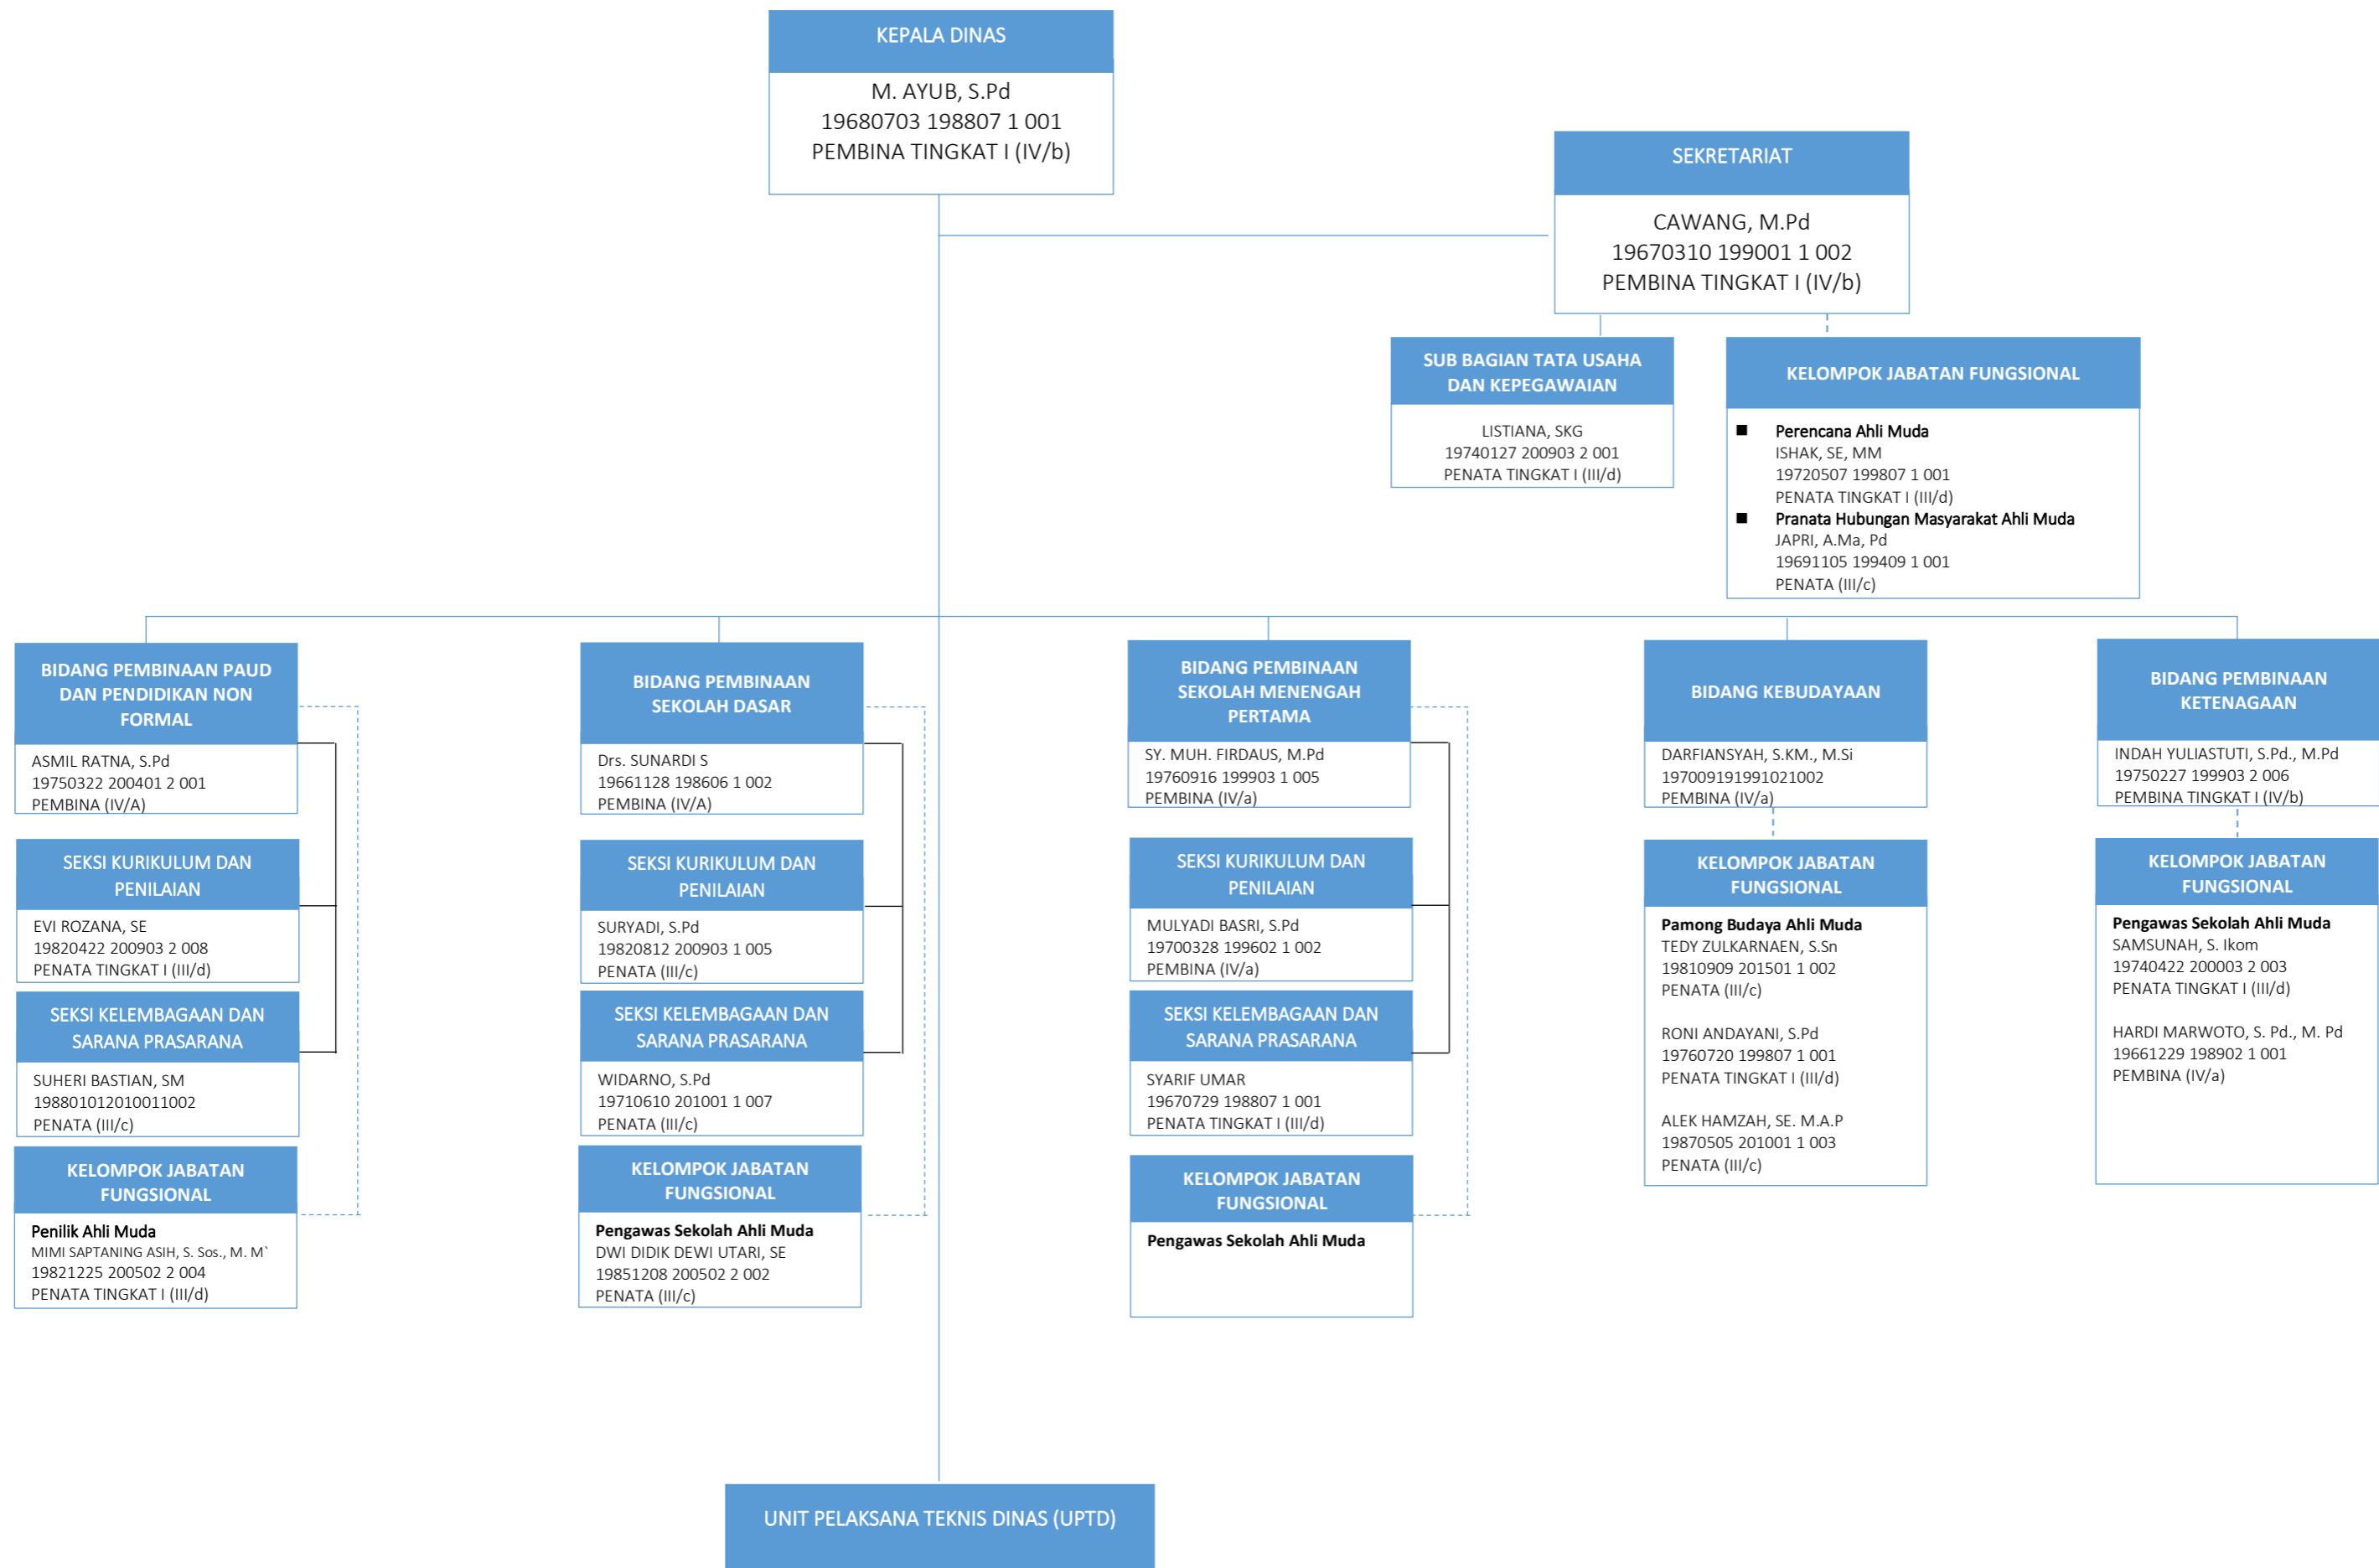 KEPALA DINAS
M. AYUB, S.Pd
19680703 198807 1 001
PEMBINA TINGKAT I (IV/b)
SEKRETARIAT
CAWANG, M.Pd
19670310 199001 1 002
PEMBINA TINGKAT I (IV/b)
SUB BAGIAN TATA USAHA
DAN KEPEGAWAIAN
LISTIANA, SKG
19740127 200903 2 001
PENATA TINGKAT I (III/d)
KELOMPOK JABATAN FUNGSIONAL
■ Perencana Ahli Muda
ISHAK, SE, MM
19720507 199807 1 001
PENATA TINGKAT I (III/d)
■ Pranata Hubungan Masyarakat Ahli Muda
JAPRI, A.Ma, Pd
19691105 199409 1 001
PENATA (III/c)
BIDANG PEMBINAAN PAUD
DAN PENDIDIKAN NON
FORMAL
ASMIL RATNA, S.Pd
19750322 200401 2 001
PEMBINA (IV/A)
SEKSI KURIKULUM DAN
PENILAIAN
EVI ROZANA, SE
19820422 200903 2 008
PENATA TINGKAT I (III/d)
SEKSI KELEMBAGAAN DAN
SARANA PRASARANA
SUHERI BASTIAN, SM
198801012010011002
PENATA (III/c)
KELOMPOK JABATAN
FUNGSIONAL
Penilik Ahli Muda
MIMI SAPTANING ASIH, S. Sos., M. M`
19821225 200502 2 004
PENATA TINGKAT I (III/d)
BIDANG PEMBINAAN
SEKOLAH DASAR
Drs. SUNARDI S
19661128 198606 1 002
PEMBINA (IV/A)
SEKSI KURIKULUM DAN
PENILAIAN
SURYADI, S.Pd
19820812 200903 1 005
PENATA (III/c)
SEKSI KELEMBAGAAN DAN
SARANA PRASARANA
WIDARNO, S.Pd
19710610 201001 1 007
PENATA (III/c)
KELOMPOK JABATAN
FUNGSIONAL
Pengawas Sekolah Ahli Muda
DWI DIDIK DEWI UTARI, SE
19851208 200502 2 002
PENATA (III/c)
BIDANG PEMBINAAN
SEKOLAH MENENGAH
PERTAMA
SY. MUH. FIRDAUS, M.Pd
19760916 199903 1 005
PEMBINA (IV/a)
SEKSI KURIKULUM DAN
PENILAIAN
MULYADI BASRI, S.Pd
19700328 199602 1 002
PEMBINA (IV/a)
SEKSI KELEMBAGAAN DAN
SARANA PRASARANA
SYARIF UMAR
19670729 198807 1 001
PENATA TINGKAT I (III/d)
KELOMPOK JABATAN
FUNGSIONAL
Pengawas Sekolah Ahli Muda
BIDANG KEBUDAYAAN
DARFIANSYAH, S.KM., M.Si
197009191991021002
PEMBINA (IV/a)
KELOMPOK JABATAN
FUNGSIONAL
Pamong Budaya Ahli Muda
TEDY ZULKARNAEN, S.Sn
19810909 201501 1 002
PENATA (III/c)
RONI ANDAYANI, S.Pd
19760720 199807 1 001
PENATA TINGKAT I (III/d)
ALEK HAMZAH, SE. M.A.P
19870505 201001 1 003
PENATA (III/c)
BIDANG PEMBINAAN
KETENAGAAN
INDAH YULIASTUTI, S.Pd., M.Pd
19750227 199903 2 006
PEMBINA TINGKAT I (IV/b)
KELOMPOK JABATAN
FUNGSIONAL
Pengawas Sekolah Ahli Muda
SAMSUNAH, S. Ikom
19740422 200003 2 003
PENATA TINGKAT I (III/d)
HARDI MARWOTO, S. Pd., M. Pd
19661229 198902 1 001
PEMBINA (IV/a)
UNIT PELAKSANA TEKNIS DINAS (UPTD)